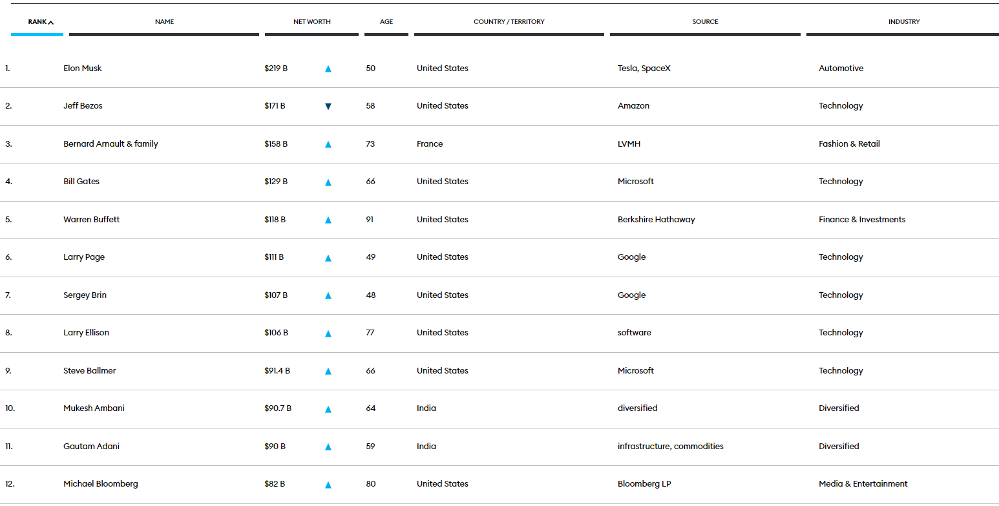 RANK NAME NET WORTH AGE COUNTRY / TERRITORY SOURCE INDUSTRY
1. Elon Musk $219 B 50 United States Tesla, SpaceX Automotive
2. Jeff Bezos $171 B 58 United States Amazon Technology
3. Bernard Arnault & family $158 B 73 France LVMH Fashion & Retail
4. Bill Gates $129 B 66 United States Microsoft Technology
5. Warren Buffett $118 B 91 United States Berkshire Hathaway Finance & Investments
6. Larry Page $111 B 49 United States Google Technology
7. Sergey Brin $107 B 48 United States Google Technology
8. Larry Ellison $106 B 77 United States software Technology
9. Steve Ballmer $91.4 B 66 United States Microsoft Technology
10. Mukesh Ambani $90.7 B 64 India diversified Diversified
11. Gautam Adani $90 B 59 India infrastructure, commodities Diversified
12. Michael Bloomberg $82 B 80 United States Bloomberg LP Media & Entertainment